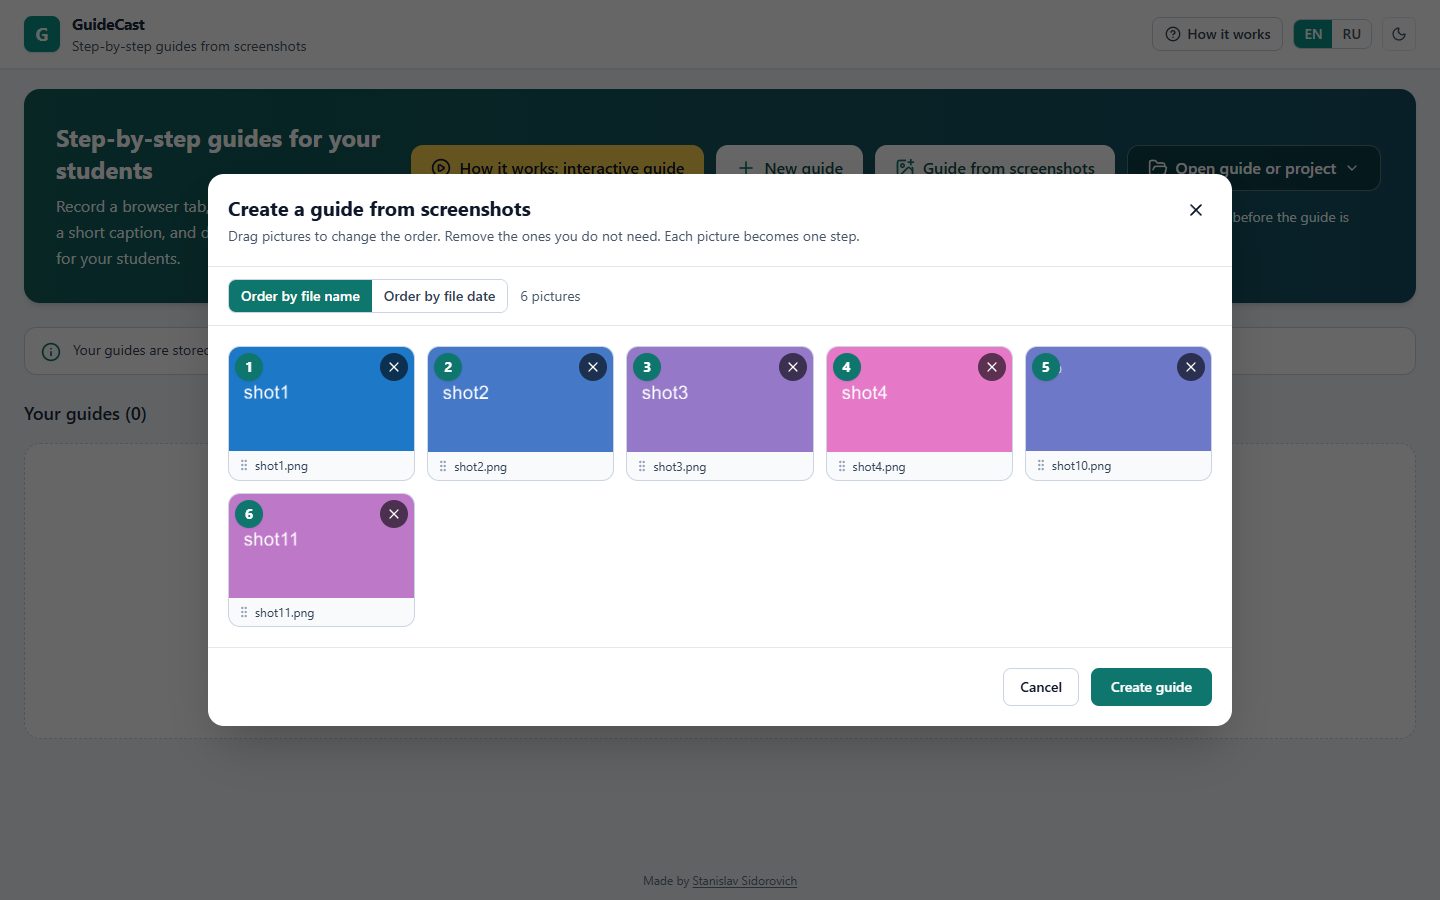 G
GuideCast
Step-by-step guides from screenshots
How it works
EN
RU
Step-by-step guides for your
students
Record a browser tab,
a short caption, and d
for your students.
How it works: interactive guide
New guide
Guide from screenshots
Open guide or project
before the guide is
Create a guide from screenshots
Drag pictures to change the order. Remove the ones you do not need. Each picture becomes one step.
Order by file name
Order by file date
6 pictures
Your guides are stored
Your guides (0)
1
shot1
shot1.png
2
shot2
shot2.png
3
shot3
shot3.png
4
shot4
shot4.png
5
shot10.png
6
shot11
shot11.png
Cancel
Create guide
Made by Stanislav Sidorovich